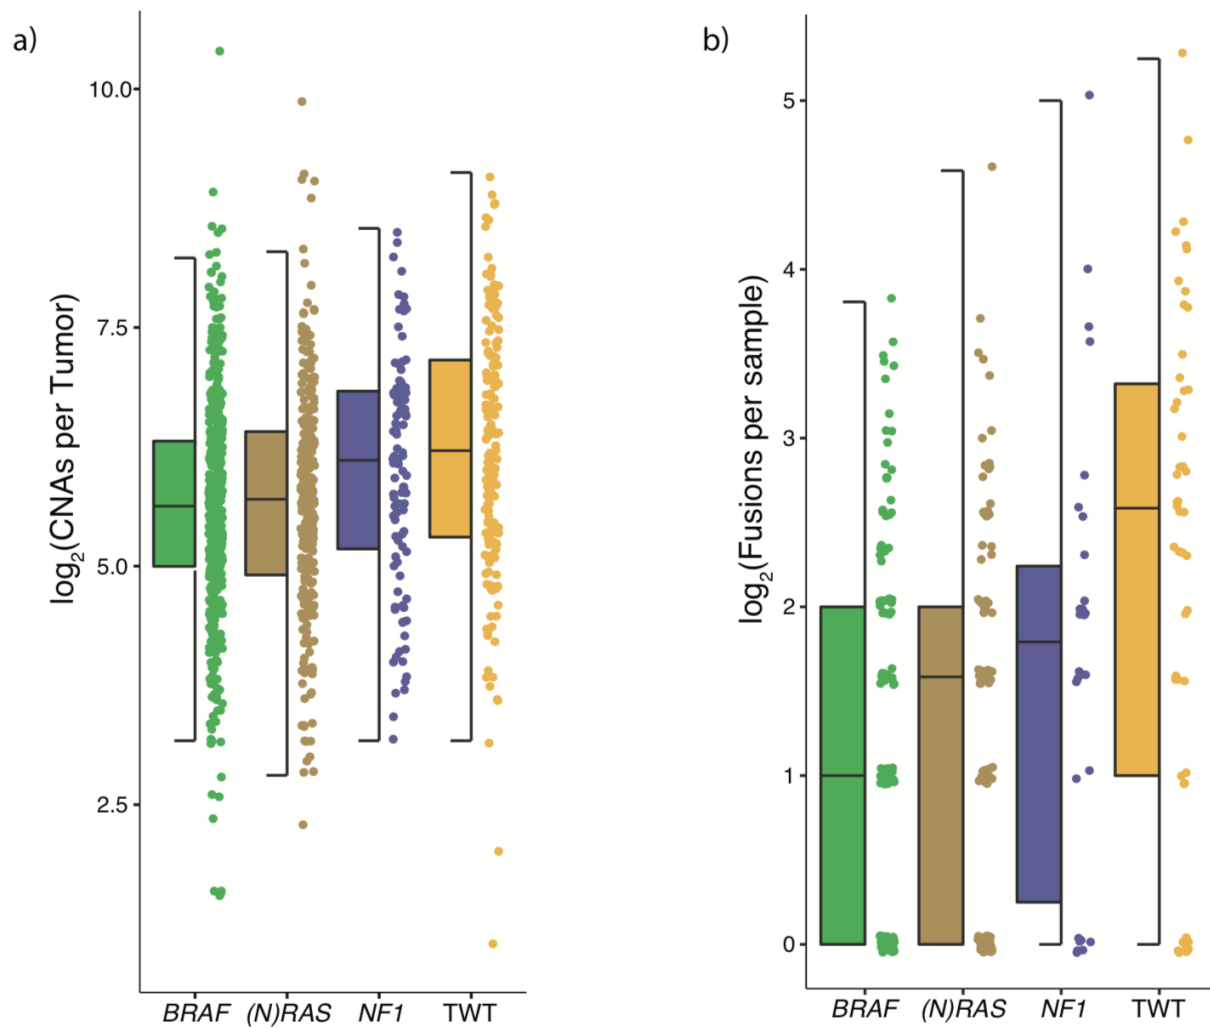 a)
log₂(CNAs per Tumor)
10.0
7.5
5.0
2.5
BRAF (N)RAS NF1 TWT
b)
log₂(Fusions per sample)
5
4
3
2
1
0
BRAF (N)RAS NF1 TWT